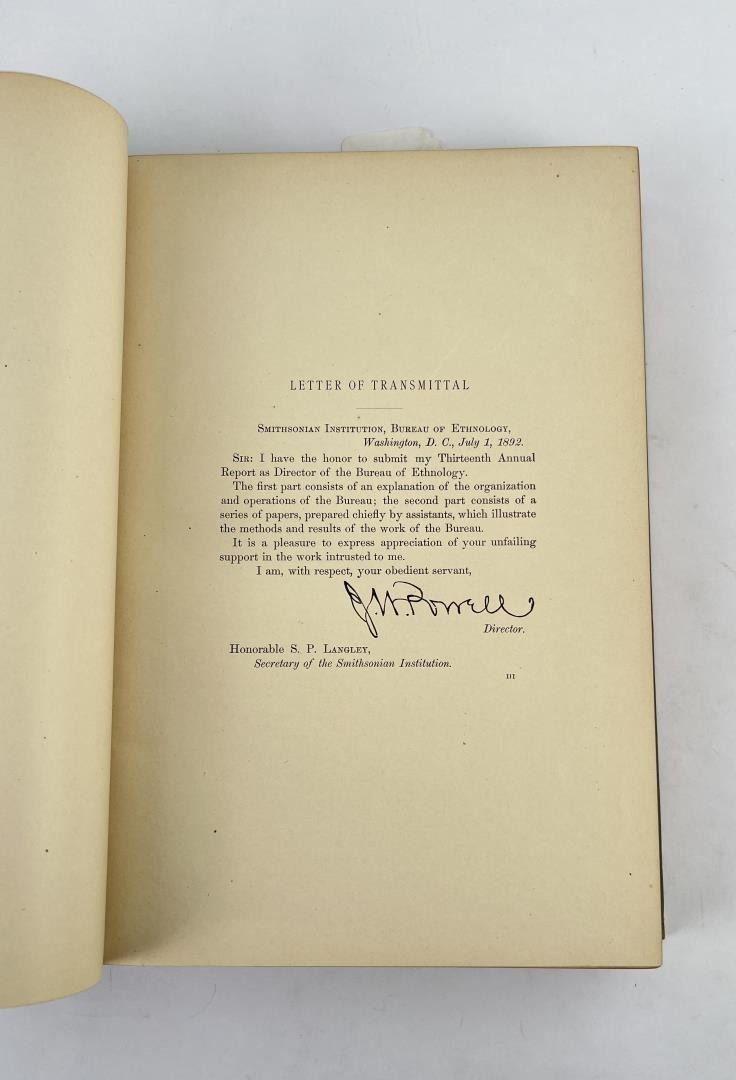 LETTER OF TRANSMITTAL
SMITHSONIAN INSTITUTION, BUREAU OF ETHNOLOGY,
Washington, D. C., July 1, 1892.
SIR: I have the honor to submit my Thirteenth Annual
Report as Director of the Bureau of Ethnology.
The first part consists of an explanation of the organization
and operations of the Bureau; the second part consists of a
series of papers, prepared chiefly by assistants, which illustrate
the methods and results of the work of the Bureau.
It is a pleasure to express appreciation of your unfailing
support in the work intrusted to me.
I am, with respect, your obedient servant,
J. W. Powell
Director.
Honorable S. P. LANGLEY,
Secretary of the Smithsonian Institution.
III